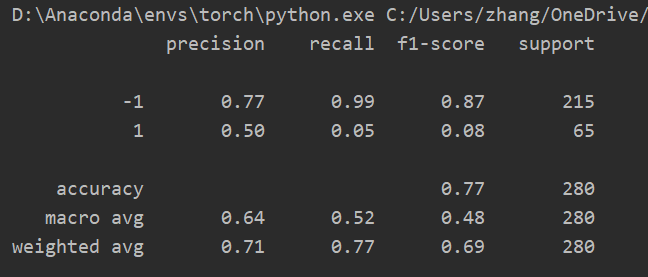 D:\Anaconda\envs\torch\python.exe C:/Users/zhang/OneDrive/
precision recall f1-score support
-1 0.77 0.99 0.87 215
1 0.50 0.05 0.08 65
accuracy 0.77 280
macro avg 0.64 0.52 0.48 280
weighted avg 0.71 0.77 0.69 280